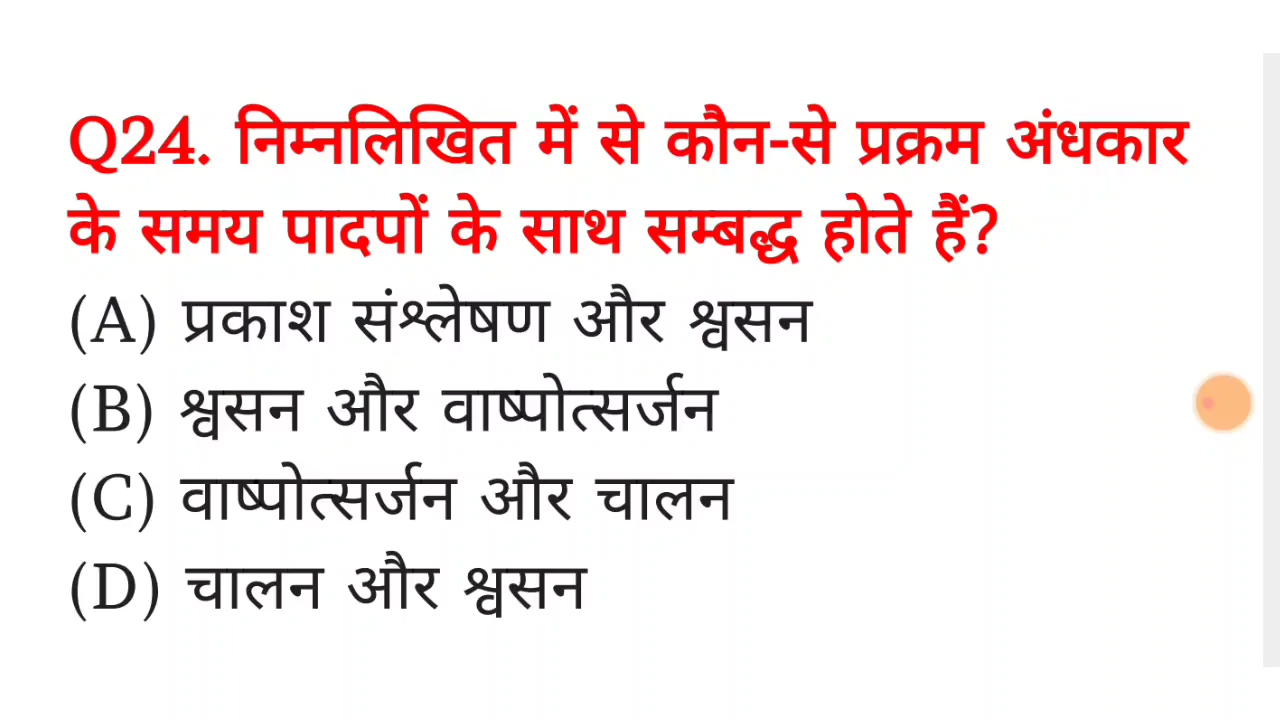 Q24. निम्नलिखित में से कौन-से प्रक्रम अंधकार
के समय पादपों के साथ सम्बद्ध होते हैं?
(A) प्रकाश संश्लेषण और श्वसन
(B) श्वसन और वाष्पोत्सर्जन
(C) वाष्पोत्सर्जन और चालन
(D) चालन और श्वसन